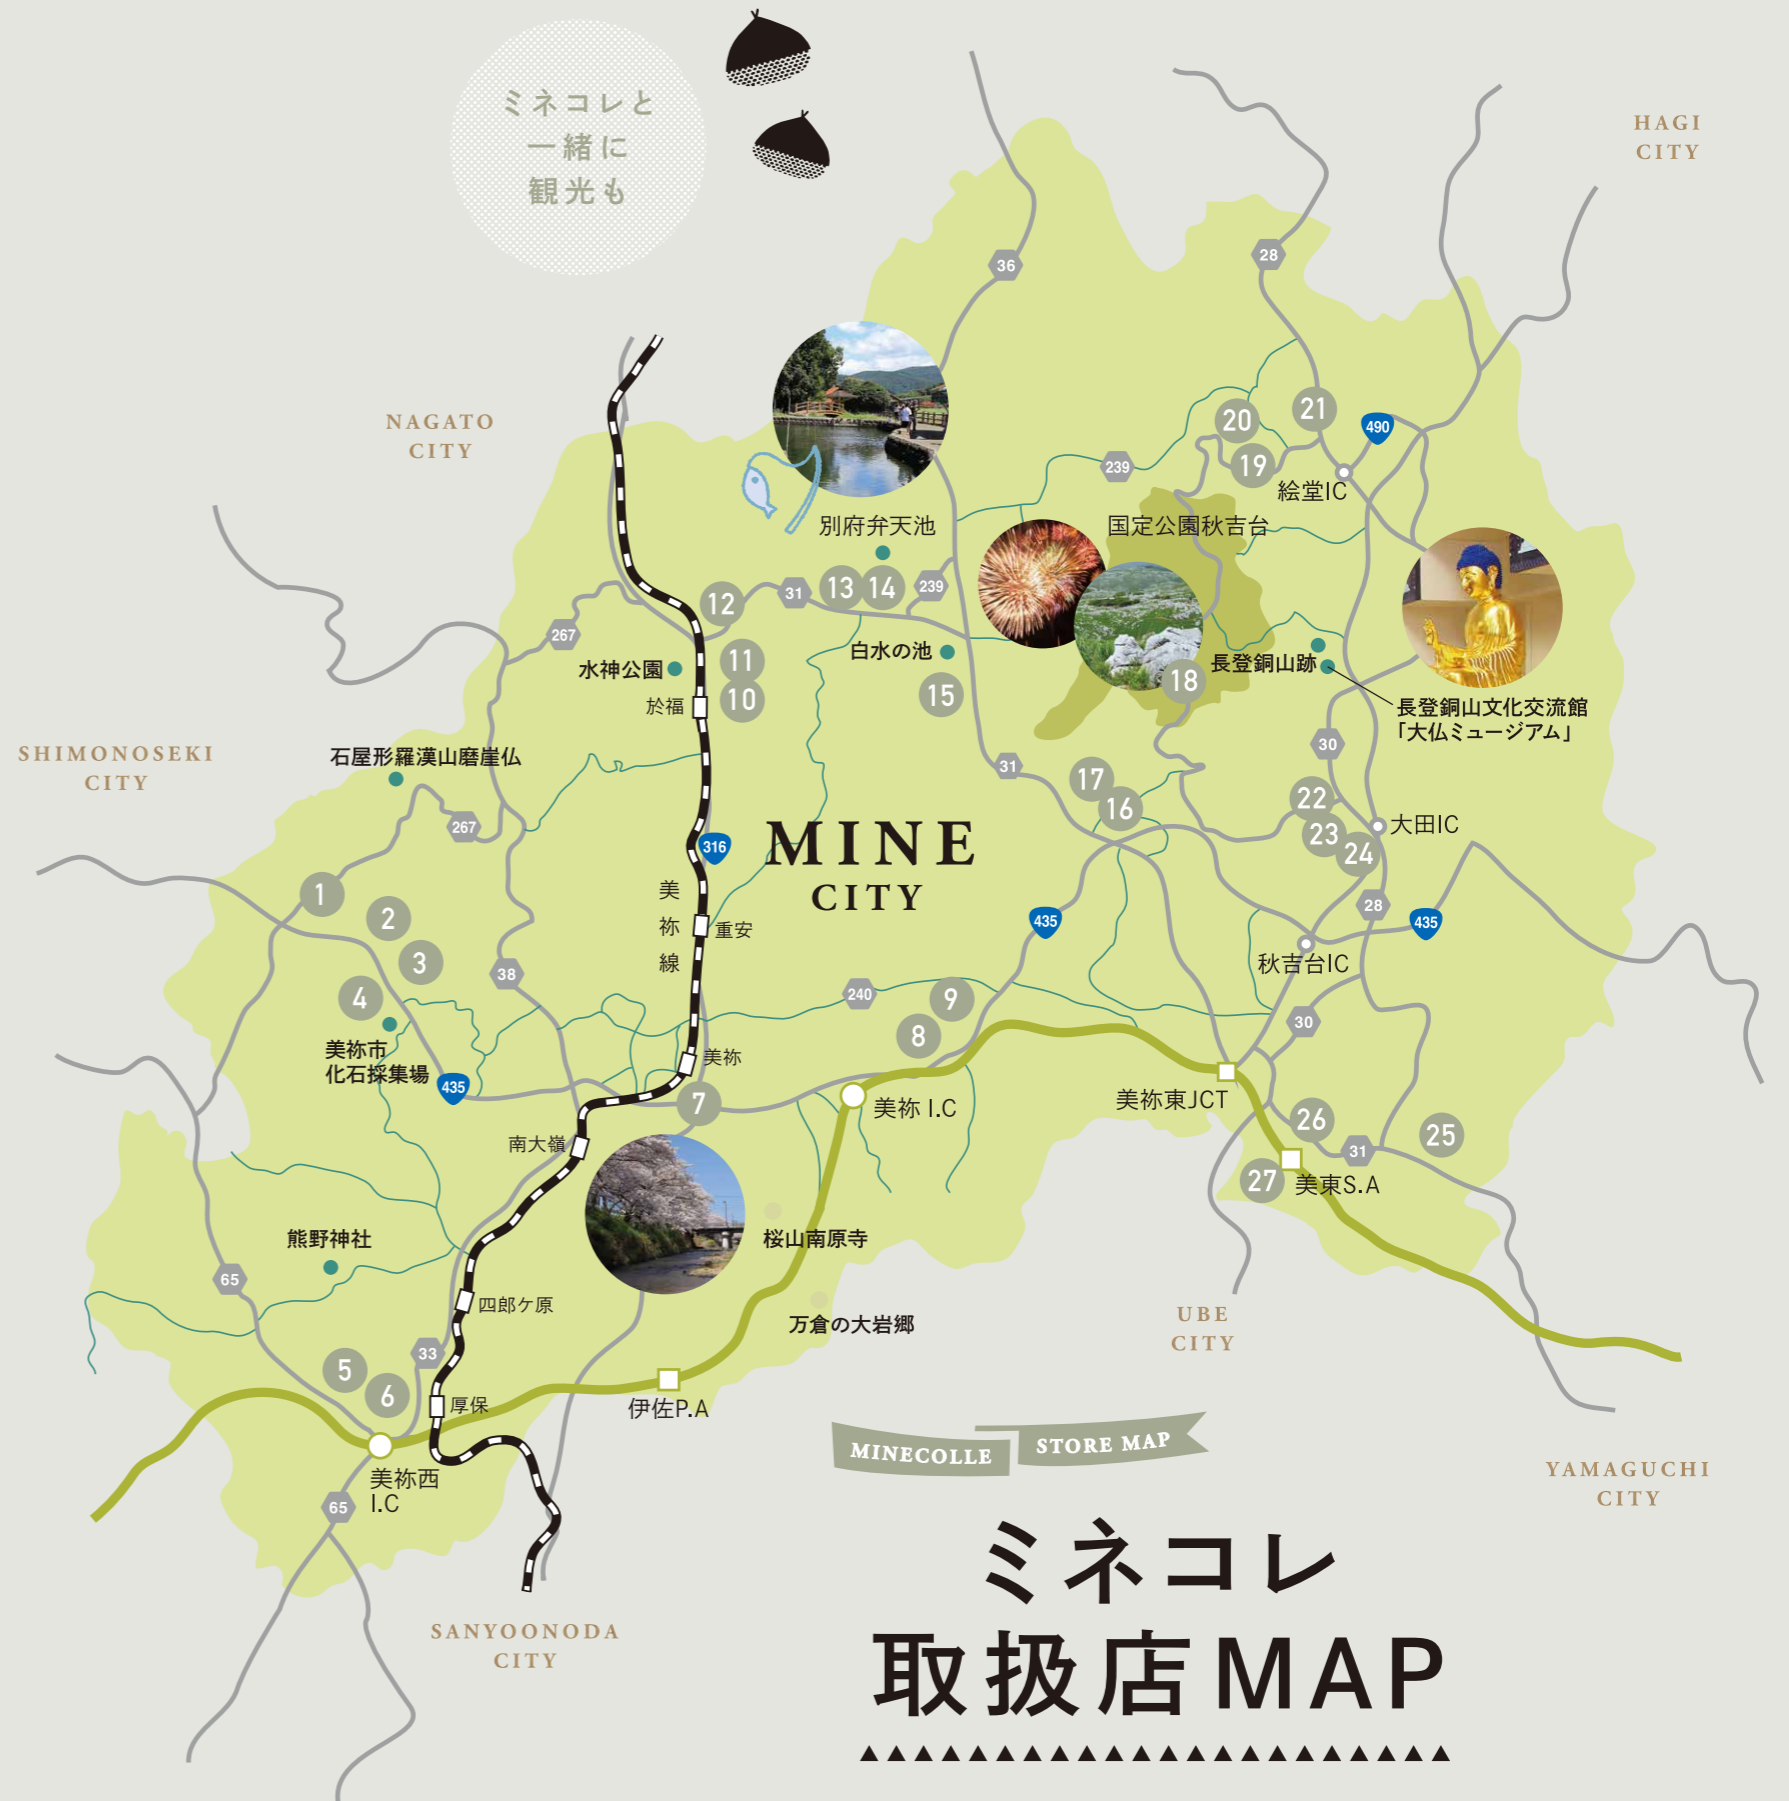 ミネコレと
一緒に
観光も
HAGI
CITY
36
28
NAGATO
CITY
20
21
490
19
239
絵堂IC
国定公園秋吉台
別府弁天池
12
31
13
14
239
267
11
水神公園
白水の池
長登銅山跡
10
15
18
於福
長登銅山文化交流館
「大仏ミュージアム」
SHIMONOSEKI
CITY
石屋形羅漢山磨崖仏
30
31
17
16
22
23
24
大田IC
267
316
MINE
CITY
1
2
3
4
美
祢
線
重安
28
435
435
秋吉台IC
38
240
9
8
30
美祢市
化石採集場
435
美祢
7
美祢 I.C
美祢東JCT
26
25
31
27
美東S.A
南大嶺
桜山南原寺
熊野神社
65
四郎ケ原
万倉の大岩郷
UBE
CITY
33
5
6
厚保
伊佐P.A
美祢西
I.C
65
MINECOLLE
STORE MAP
YAMAGUCHI
CITY
ミネコレ
取扱店MAP
SANYOONODA
CITY